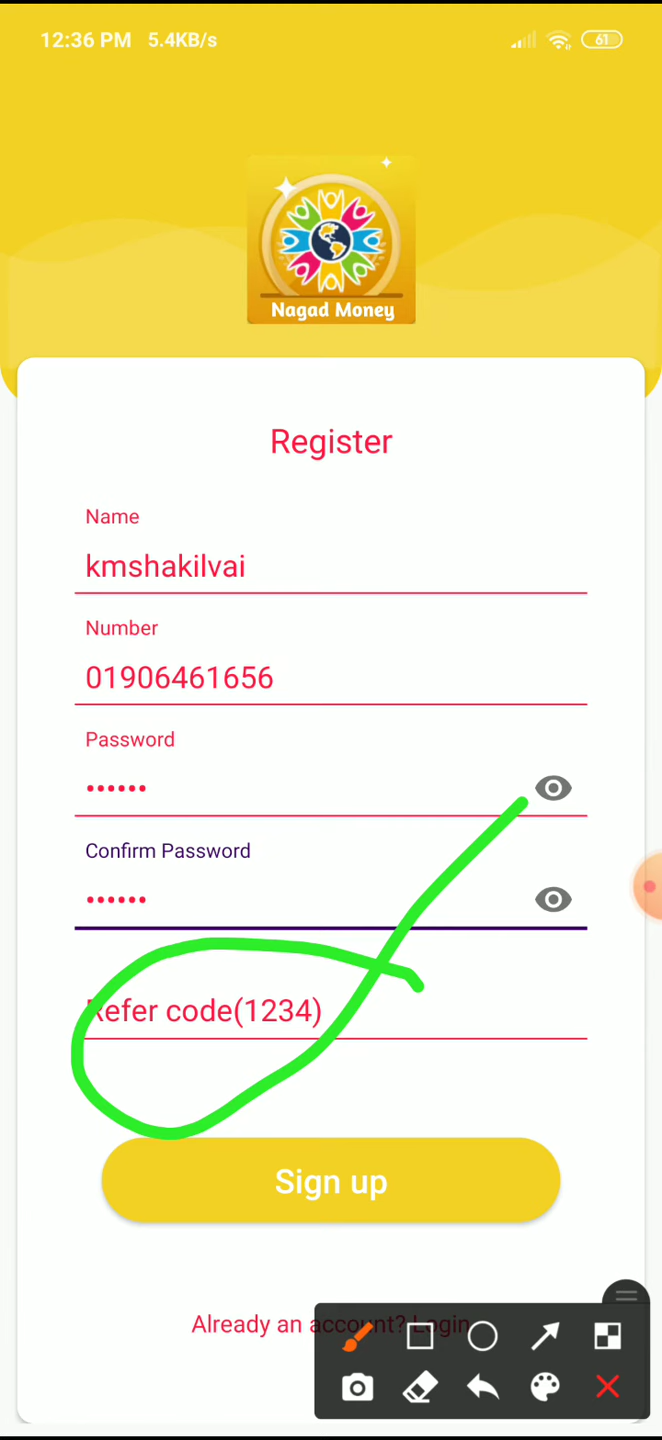 12:36 PM 5.4KB/s 61
Nagad Money
Register
Name
kmshakilvai
Number
01906461656
Password
••••••
Confirm Password
••••••
Refer code(1234)
Sign up
Already an account? Login